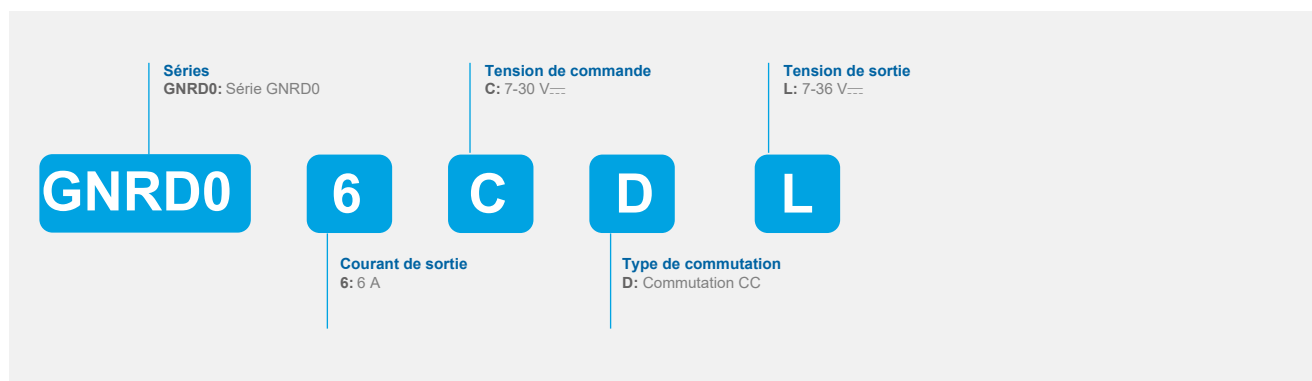 Séries
GNRD0: Série GNRD0
Tension de commande
C: 7-30 V⎓
Tension de sortie
L: 7-36 V⎓
GNRD0
6
C
D
L
Courant de sortie
6: 6 A
Type de commutation
D: Commutation CC